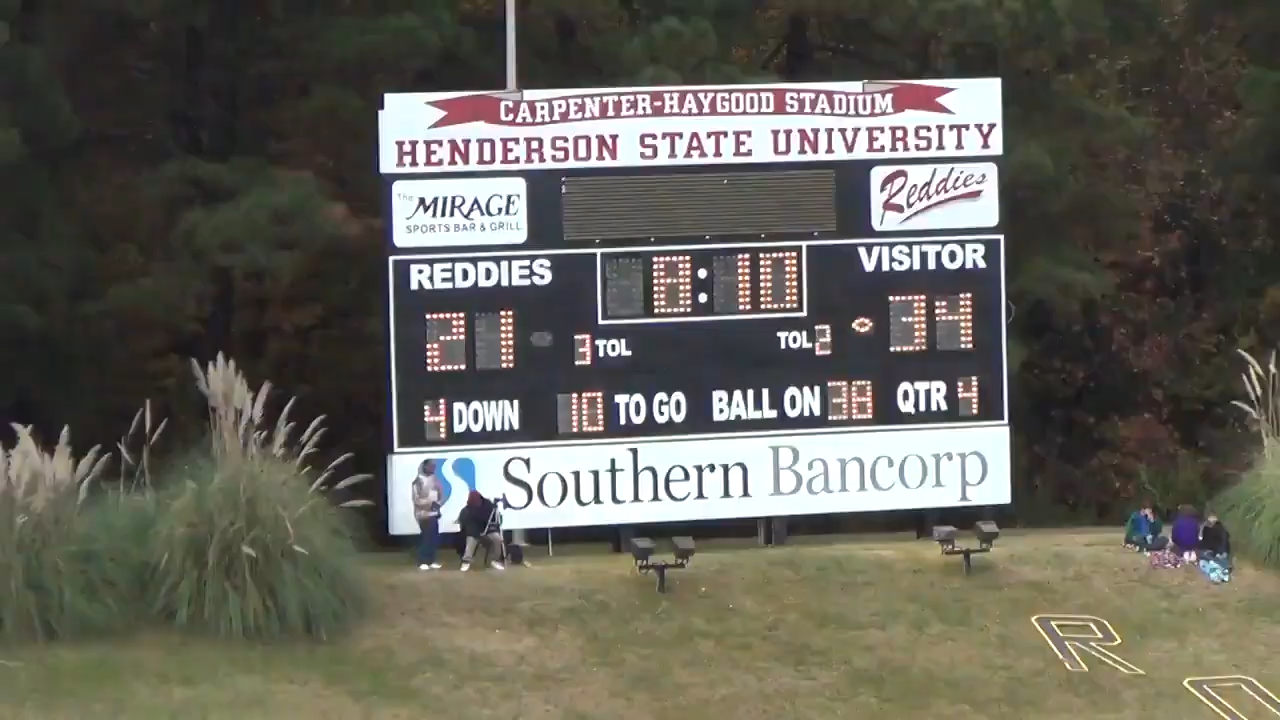 CARPENTER-HAYGOOD STADIUM
HENDERSON STATE UNIVERSITY
The MIRAGE
SPORTS BAR & GRILL
Reddies
REDDIES 8:10 VISITOR
21 3 TOL TOL 2 34
4 DOWN 10 TO GO BALL ON 38 QTR 4
Southern Bancorp
R